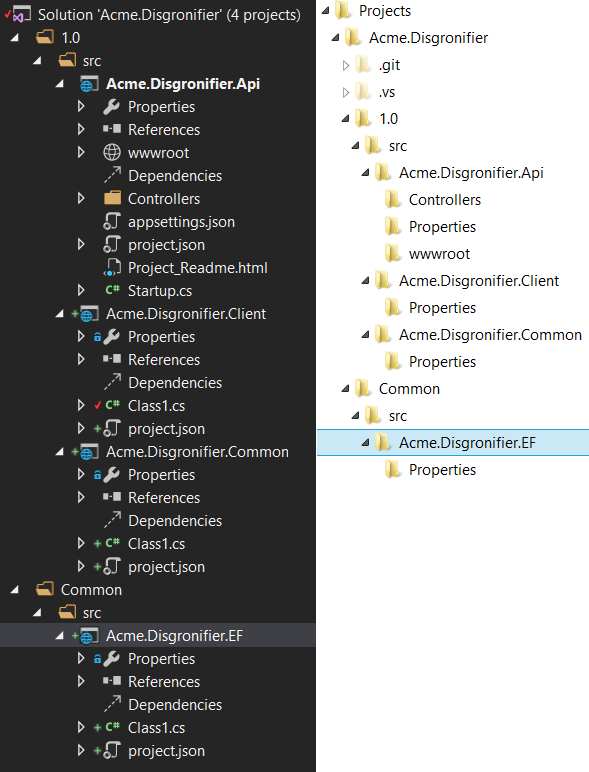 Solution 'Acme.Disgronifier' (4 projects)
1.0
src
Acme.Disgronifier.Api
Properties
References
wwwroot
Dependencies
Controllers
appsettings.json
project.json
Project_Readme.html
C# Startup.cs
Acme.Disgronifier.Client
Properties
References
Dependencies
C# Class1.cs
project.json
Acme.Disgronifier.Common
Properties
References
Dependencies
C# Class1.cs
project.json
Common
src
Acme.Disgronifier.EF
Properties
References
Dependencies
C# Class1.cs
project.json
Projects
Acme.Disgronifier
.git
.vs
1.0
src
Acme.Disgronifier.Api
Controllers
Properties
wwwroot
Acme.Disgronifier.Client
Properties
Acme.Disgronifier.Common
Properties
Common
src
Acme.Disgronifier.EF
Properties